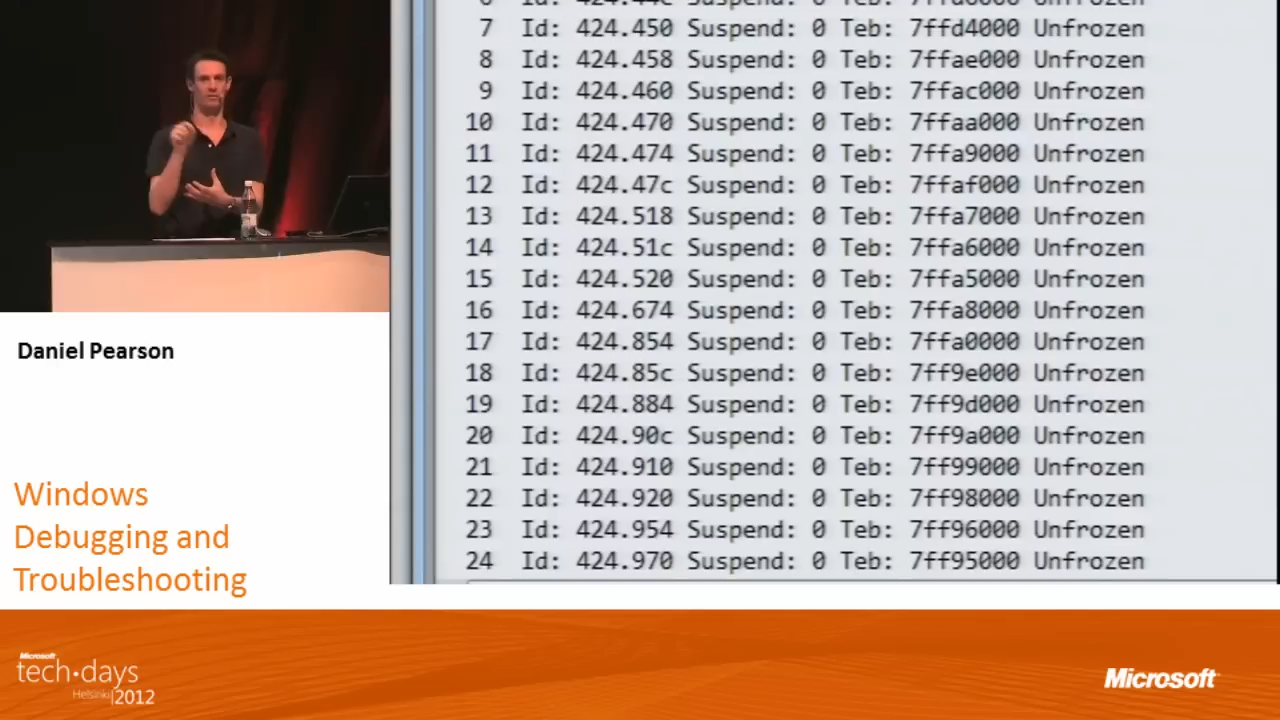 7 Id: 424.450 Suspend: 0 Teb: 7ffd4000 Unfrozen
8 Id: 424.458 Suspend: 0 Teb: 7ffae000 Unfrozen
9 Id: 424.460 Suspend: 0 Teb: 7ffac000 Unfrozen
10 Id: 424.470 Suspend: 0 Teb: 7ffaa000 Unfrozen
11 Id: 424.474 Suspend: 0 Teb: 7ffa9000 Unfrozen
12 Id: 424.47c Suspend: 0 Teb: 7ffaf000 Unfrozen
13 Id: 424.518 Suspend: 0 Teb: 7ffa7000 Unfrozen
14 Id: 424.51c Suspend: 0 Teb: 7ffa6000 Unfrozen
15 Id: 424.520 Suspend: 0 Teb: 7ffa5000 Unfrozen
16 Id: 424.674 Suspend: 0 Teb: 7ffa8000 Unfrozen
17 Id: 424.854 Suspend: 0 Teb: 7ffa0000 Unfrozen
18 Id: 424.85c Suspend: 0 Teb: 7ff9e000 Unfrozen
19 Id: 424.884 Suspend: 0 Teb: 7ff9d000 Unfrozen
20 Id: 424.90c Suspend: 0 Teb: 7ff9a000 Unfrozen
21 Id: 424.910 Suspend: 0 Teb: 7ff99000 Unfrozen
22 Id: 424.920 Suspend: 0 Teb: 7ff98000 Unfrozen
23 Id: 424.954 Suspend: 0 Teb: 7ff96000 Unfrozen
24 Id: 424.970 Suspend: 0 Teb: 7ff95000 Unfrozen
Daniel Pearson
Windows
Debugging and
Troubleshooting
Microsoft
tech·days
Helsinki|2012
Microsoft